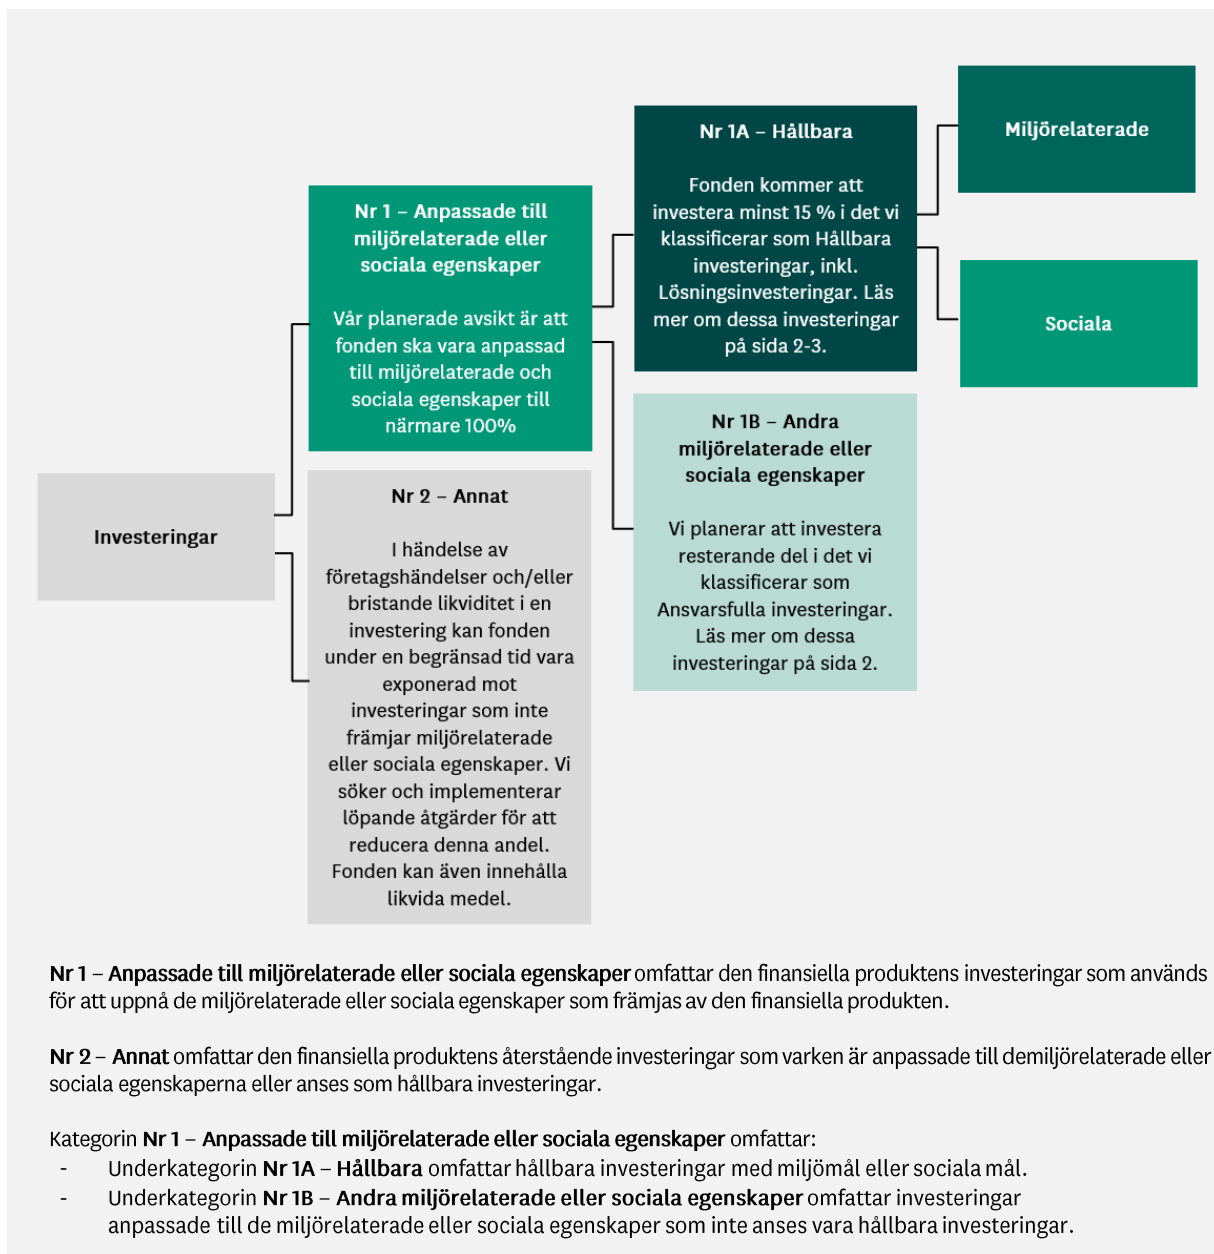 Investeringar
Nr 1 – Anpassade till
miljörelaterade eller
sociala egenskaper
Vår planerade avsikt är att
fonden ska vara anpassad
till miljörelaterade och
sociala egenskaper till
närmare 100%
Nr 2 – Annat
I händelse av
företagshändelser och/eller
bristande likviditet i en
investering kan fonden
under en begränsad tid vara
exponerad mot
investeringar som inte
främjar miljörelaterade
eller sociala egenskaper. Vi
söker och implementerar
löpande åtgärder för att
reducera denna andel.
Fonden kan även innehålla
likvida medel.
Nr 1A – Hållbara
Fonden kommer att
investera minst 15 % i det vi
klassificerar som Hållbara
investeringar, inkl.
Lösningsinvesteringar. Läs
mer om dessa investeringar
på sida 2-3.
Nr 1B – Andra
miljörelaterade eller
sociala egenskaper
Vi planerar att investera
resterande del i det vi
klassificerar som
Ansvarsfulla investeringar.
Läs mer om dessa
investeringar på sida 2.
Miljörelaterade
Sociala
Nr 1 – Anpassade till miljörelaterade eller sociala egenskaper omfattar den finansiella produktens investeringar som används
för att uppnå de miljörelaterade eller sociala egenskaper som främjas av den finansiella produkten.
Nr 2 – Annat omfattar den finansiella produktens återstående investeringar som varken är anpassade till demiljörelaterade eller
sociala egenskaperna eller anses som hållbara investeringar.
Kategorin Nr 1 – Anpassade till miljörelaterade eller sociala egenskaper omfattar:
- Underkategorin Nr 1A – Hållbara omfattar hållbara investeringar med miljömål eller sociala mål.
- Underkategorin Nr 1B – Andra miljörelaterade eller sociala egenskaper omfattar investeringar
anpassade till de miljörelaterade eller sociala egenskaper som inte anses vara hållbara investeringar.